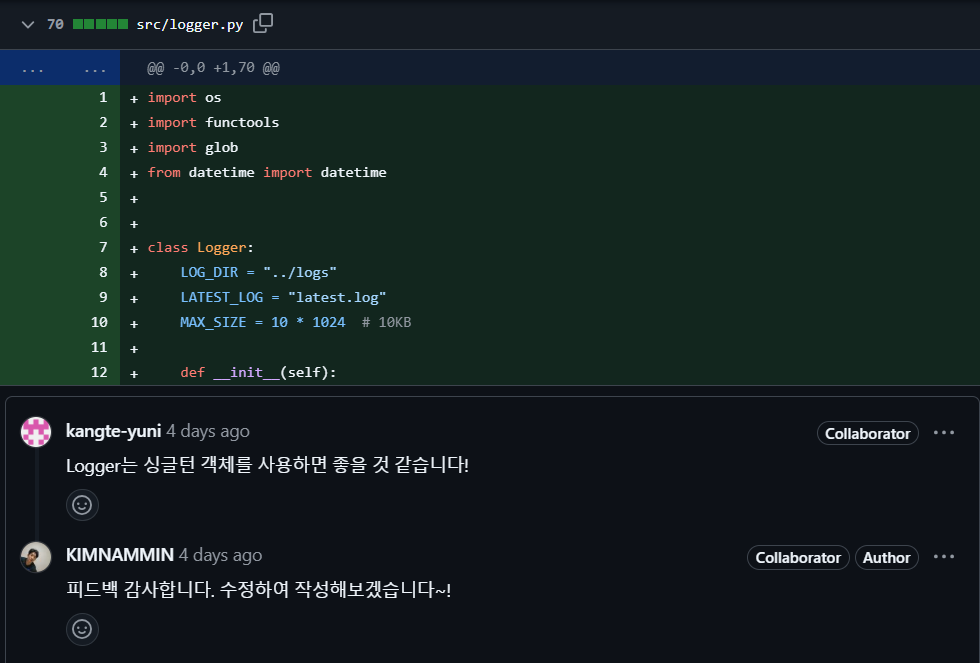 70 src/logger.py
... ... @@ -0,0 +1,70 @@
1 + import os
2 + import functools
3 + import glob
4 + from datetime import datetime
5 +
6 +
7 + class Logger:
8 + LOG_DIR = "../logs"
9 + LATEST_LOG = "latest.log"
10 + MAX_SIZE = 10 * 1024  # 10KB
11 +
12 + def __init__(self):
kangte-yuni 4 days ago Collaborator ...
Logger는 싱글턴 객체를 사용하면 좋을 것 같습니다!
KIMNAMMIN 4 days ago Collaborator Author ...
피드백 감사합니다. 수정하여 작성해보겠습니다~!